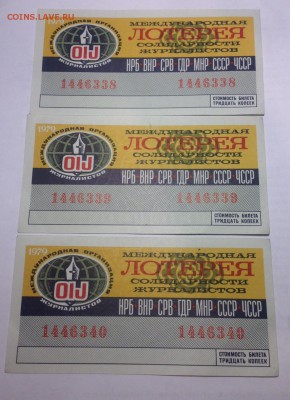 COINS.LAVE.RU
1979
МЕЖДУНАРОДНАЯ ОРГАНИЗАЦИЯ ЖУРНАЛИСТОВ
OIJ
МЕЖДУНАРОДНАЯ
ЛОТЕРЕЯ
СОЛИДАРНОСТИ
ЖУРНАЛИСТОВ
НРБ ВНР СРВ ГДР МНР СССР ЧССР
1446338 1446338
СТОИМОСТЬ БИЛЕТА
ТРИДЦАТЬ КОПЕЕК
1979
МЕЖДУНАРОДНАЯ ОРГАНИЗАЦИЯ ЖУРНАЛИСТОВ
OIJ
МЕЖДУНАРОДНАЯ
ЛОТЕРЕЯ
СОЛИДАРНОСТИ
ЖУРНАЛИСТОВ
НРБ ВНР СРВ ГДР МНР СССР ЧССР
1446339 1446339
СТОИМОСТЬ БИЛЕТА
ТРИДЦАТЬ КОПЕЕК
1979
МЕЖДУНАРОДНАЯ ОРГАНИЗАЦИЯ ЖУРНАЛИСТОВ
OIJ
МЕЖДУНАРОДНАЯ
ЛОТЕРЕЯ
СОЛИДАРНОСТИ
ЖУРНАЛИСТОВ
НРБ ВНР СРВ ГДР МНР СССР ЧССР
1446340 1446340
СТОИМОСТЬ БИЛЕТА
ТРИДЦАТЬ КОПЕЕК